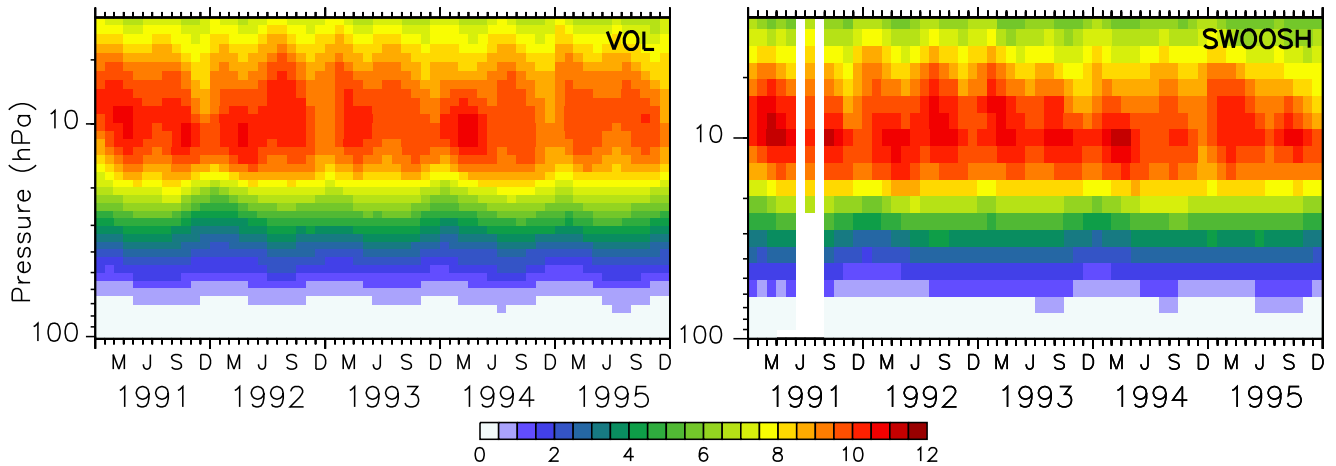 VOL
SWOOSH
Pressure (hPa)
10
100
10
100
M J S D M J S D M J S D M J S D M J S D
M J S D M J S D M J S D M J S D M J S D
1991 1992 1993 1994 1995
1991 1992 1993 1994 1995
0 2 4 6 8 10 12